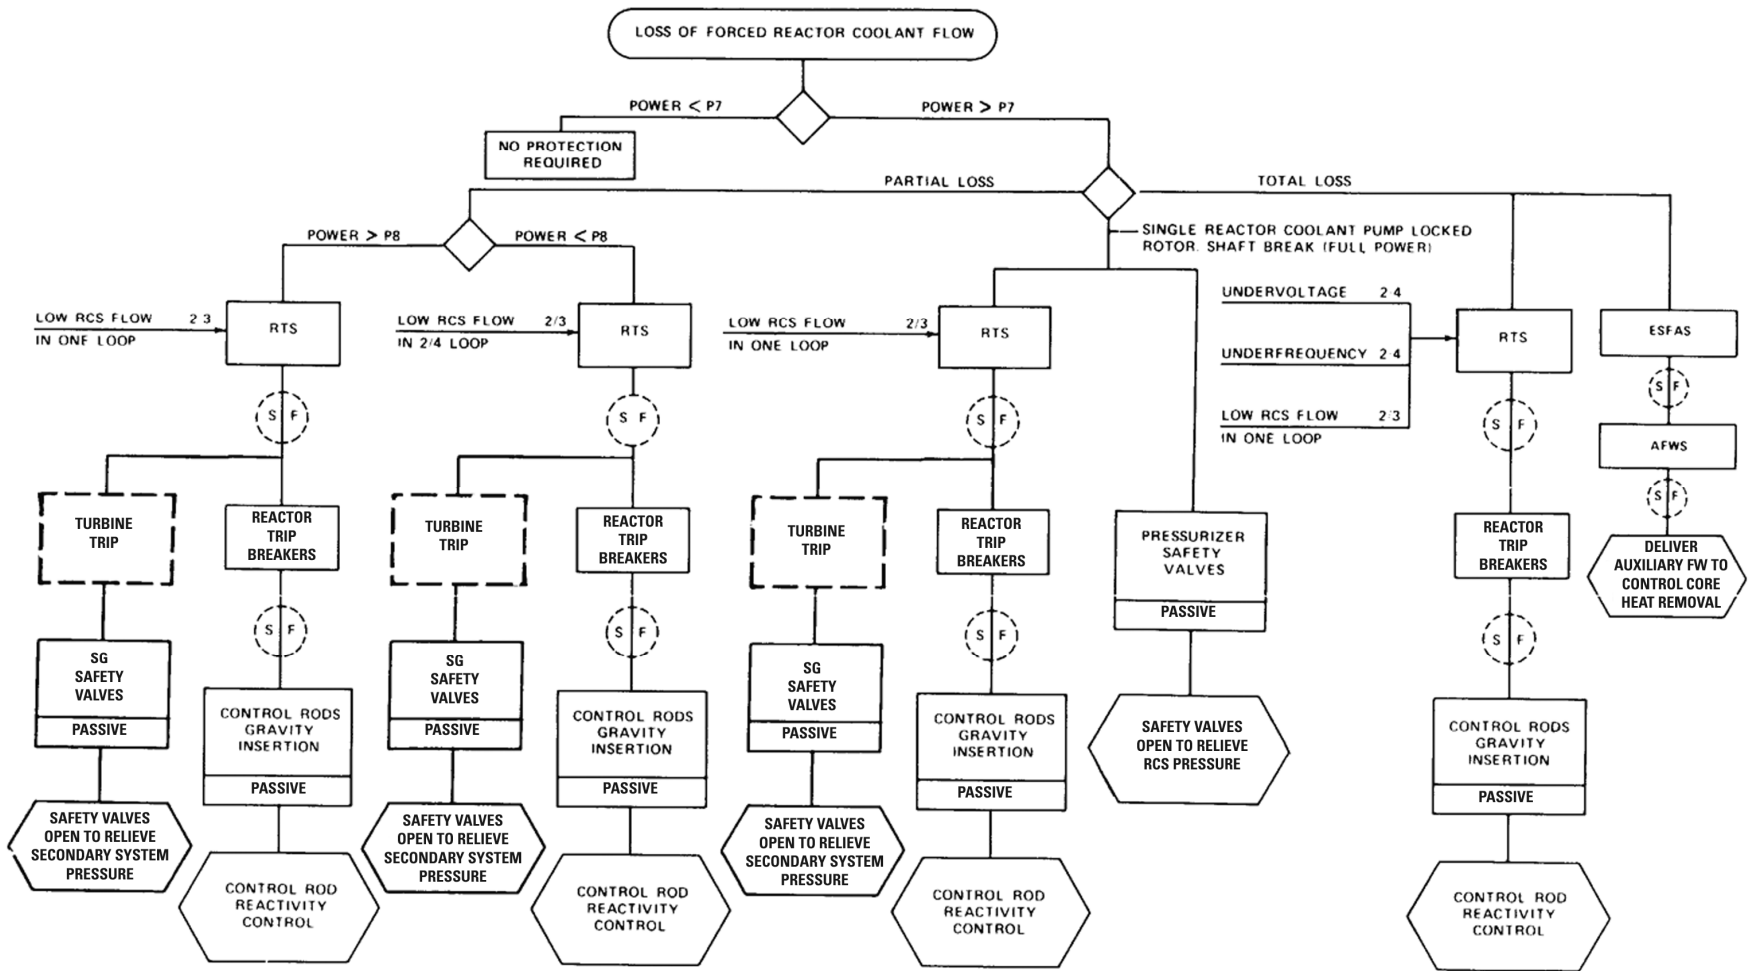 LOSS OF FORCED REACTOR COOLANT FLOW
POWER < P7
POWER > P7
NO PROTECTION
REQUIRED
PARTIAL LOSS
TOTAL LOSS
POWER > P8
POWER < P8
SINGLE REACTOR COOLANT PUMP LOCKED
ROTOR. SHAFT BREAK (FULL POWER)
LOW RCS FLOW 2 3
IN ONE LOOP
RTS
LOW RCS FLOW 2/3
IN 2/4 LOOP
RTS
LOW RCS FLOW 2/3
IN ONE LOOP
RTS
UNDERVOLTAGE 2 4
UNDERFREQUENCY 2 4
LOW RCS FLOW 2/3
IN ONE LOOP
RTS
ESFAS
S F
AFWS
S F
DELIVER
AUXILIARY FW TO
CONTROL CORE
HEAT REMOVAL
S F
S F
S F
S F
TURBINE
TRIP
REACTOR
TRIP
BREAKERS
TURBINE
TRIP
REACTOR
TRIP
BREAKERS
TURBINE
TRIP
REACTOR
TRIP
BREAKERS
PRESSURIZER
SAFETY
VALVES
PASSIVE
REACTOR
TRIP
BREAKERS
S F
S F
S F
S F
SG
SAFETY
VALVES
PASSIVE
CONTROL RODS
GRAVITY
INSERTION
PASSIVE
SG
SAFETY
VALVES
PASSIVE
CONTROL RODS
GRAVITY
INSERTION
PASSIVE
SG
SAFETY
VALVES
PASSIVE
CONTROL RODS
GRAVITY
INSERTION
PASSIVE
SAFETY VALVES
OPEN TO RELIEVE
RCS PRESSURE
CONTROL RODS
GRAVITY
INSERTION
PASSIVE
SAFETY VALVES
OPEN TO RELIEVE
SECONDARY SYSTEM
PRESSURE
CONTROL ROD
REACTIVITY
CONTROL
SAFETY VALVES
OPEN TO RELIEVE
SECONDARY SYSTEM
PRESSURE
CONTROL ROD
REACTIVITY
CONTROL
SAFETY VALVES
OPEN TO RELIEVE
SECONDARY SYSTEM
PRESSURE
CONTROL ROD
REACTIVITY
CONTROL
CONTROL ROD
REACTIVITY
CONTROL